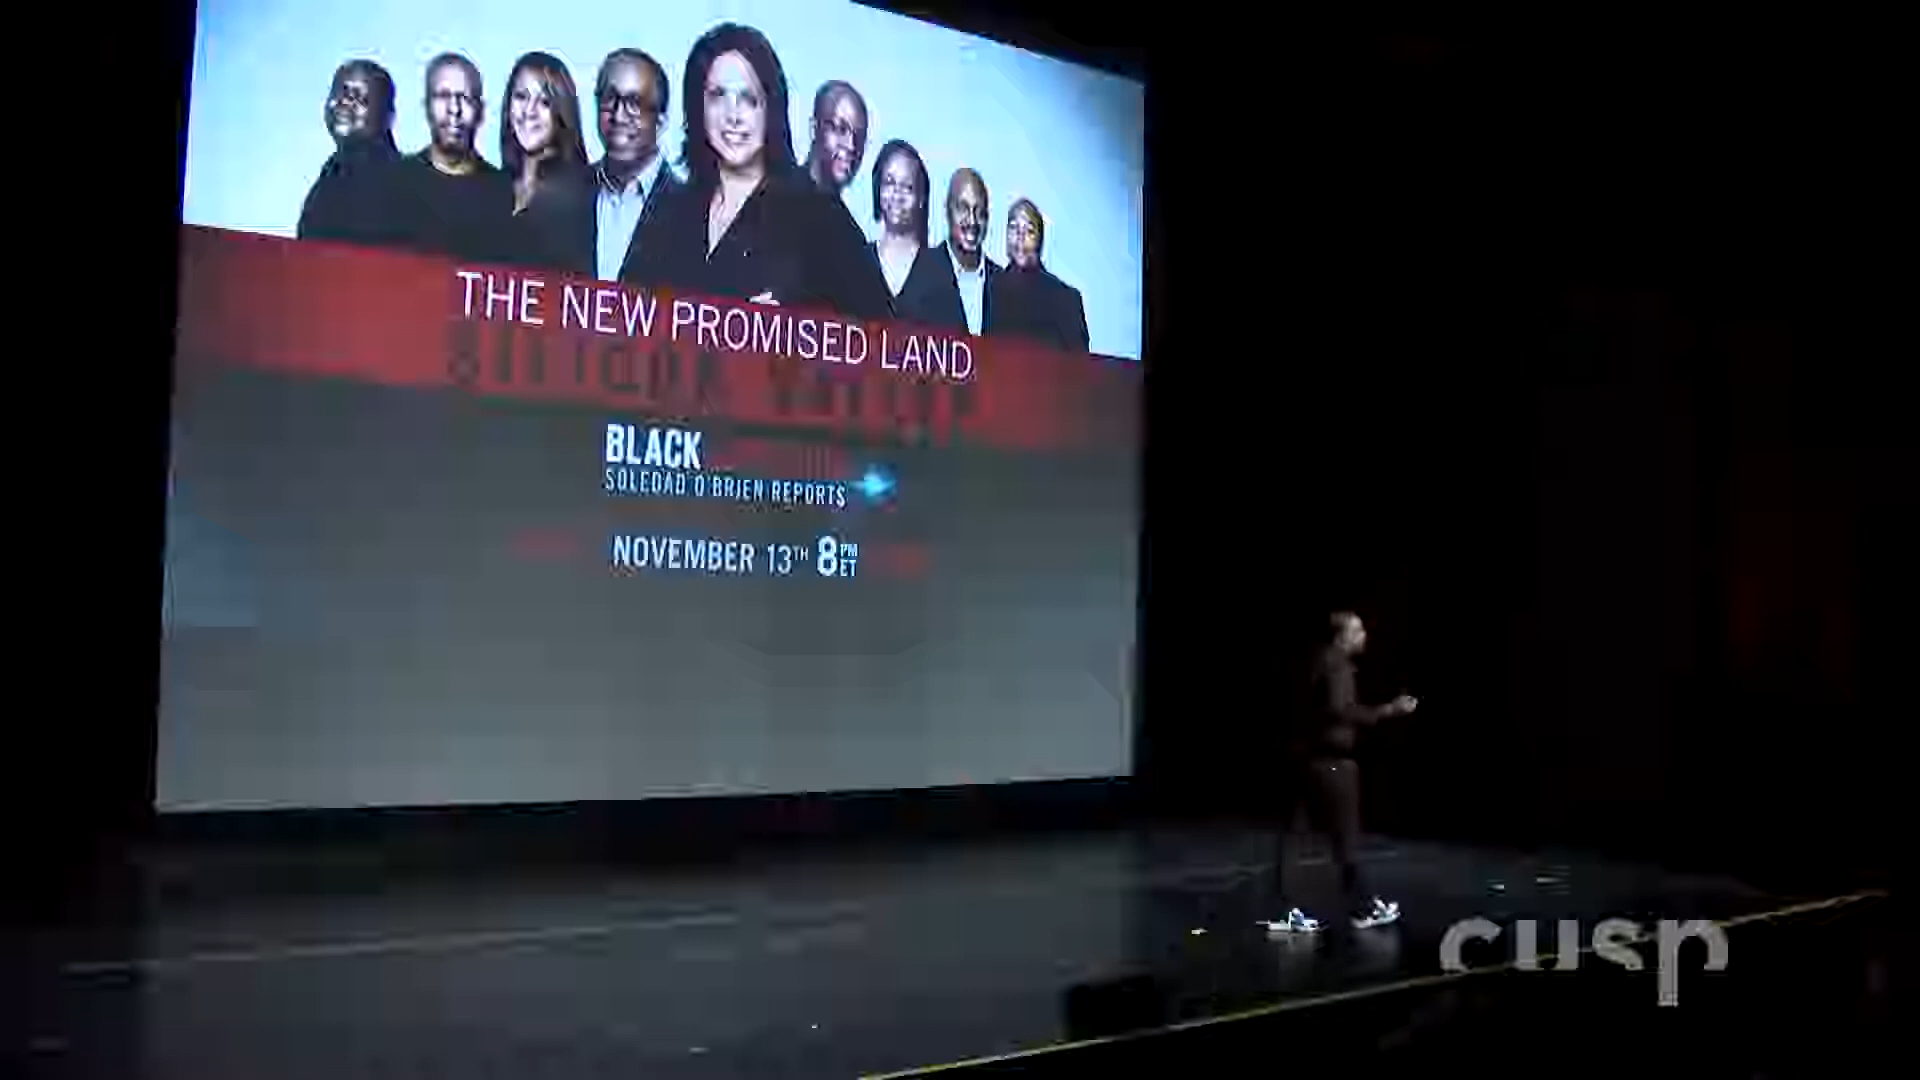 THE NEW PROMISED LAND
BLACK
SOLEDAD O'BRIEN REPORTS
NOVEMBER 13TH 8PM ET
cusp